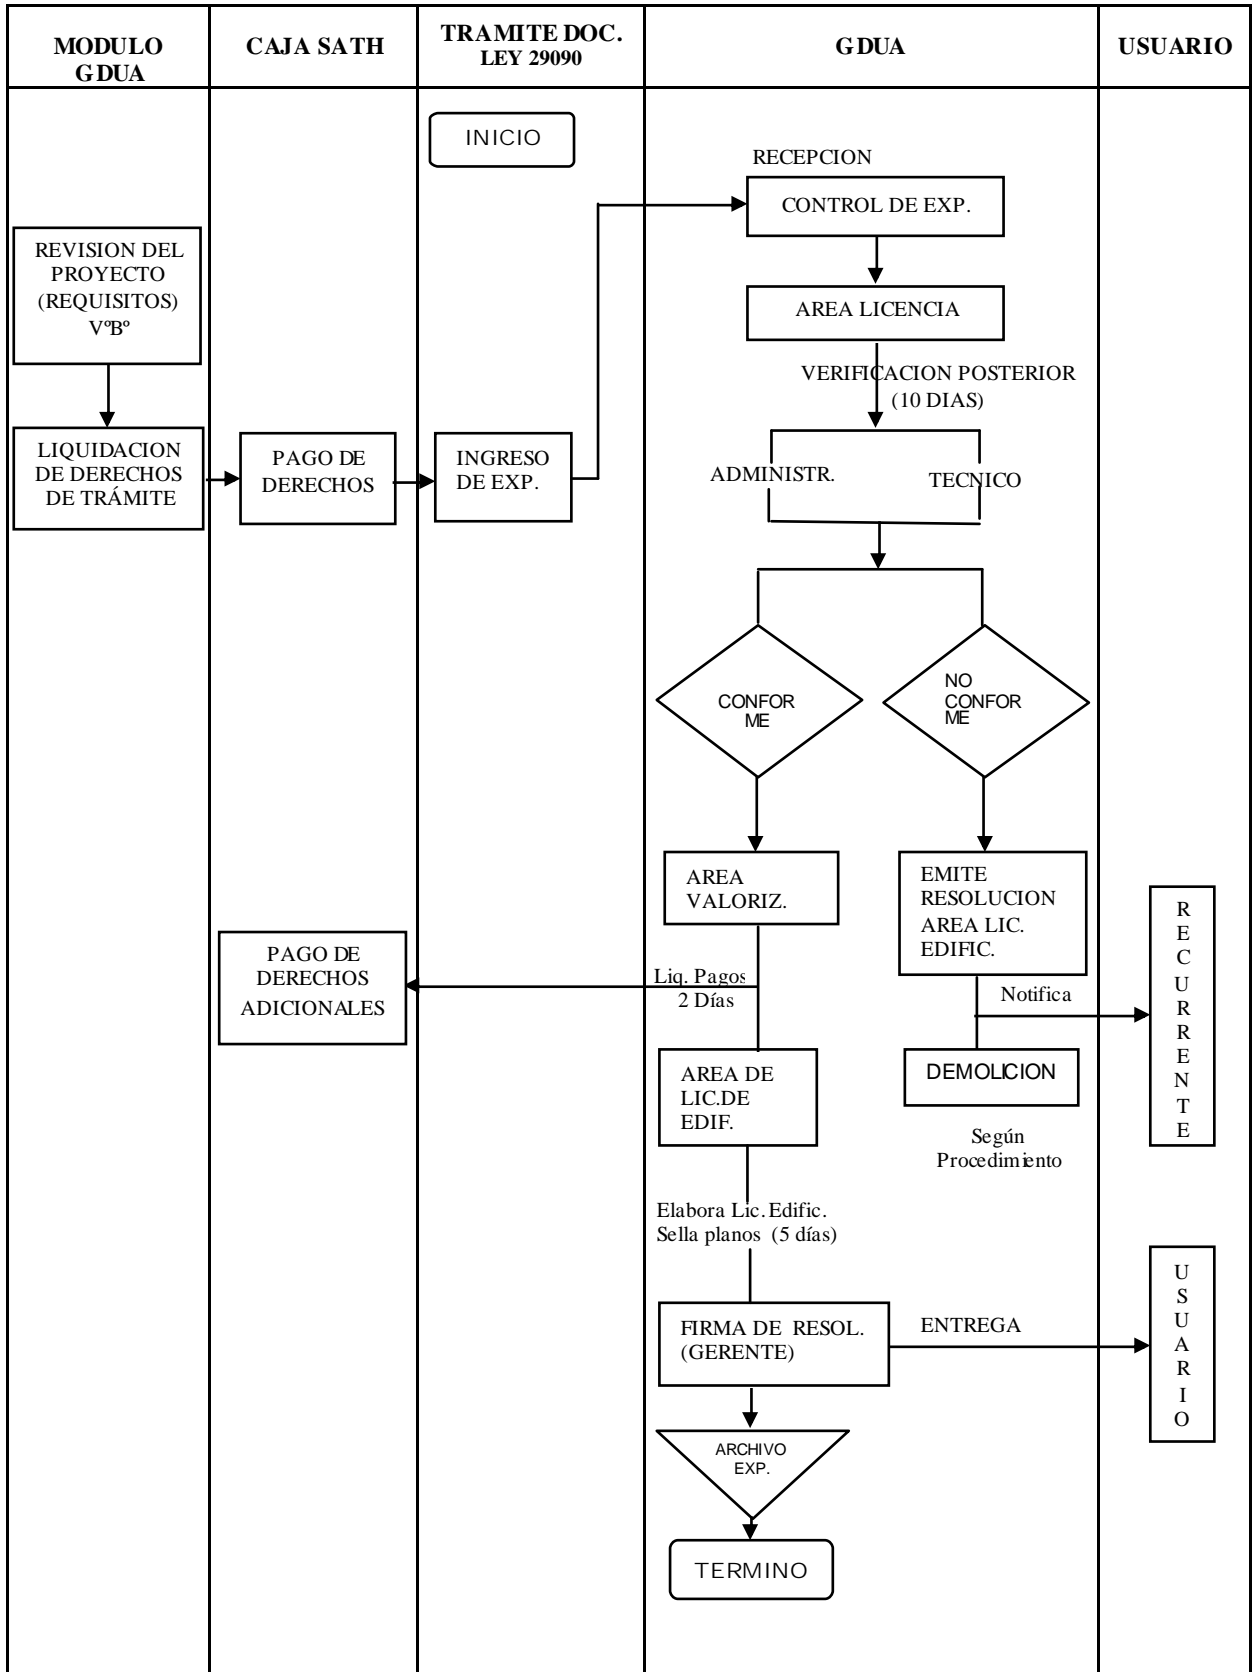 MODULO
GDUA
CAJA SATH
TRAMITE DOC.
LEY 29090
GDUA
USUARIO
INICIO
RECEPCION
CONTROL DE EXP.
REVISION DEL
PROYECTO
(REQUISITOS)
VºBº
AREA LICENCIA
VERIFICACION POSTERIOR
(10 DIAS)
LIQUIDACION
DE DERECHOS
DE TRÁMITE
PAGO DE
DERECHOS
INGRESO
DE EXP.
ADMINISTR.
TECNICO
CONFOR
ME
NO
CONFOR
ME
AREA
VALORIZ.
EMITE
RESOLUCION
AREA LIC.
EDIFIC.
PAGO DE
DERECHOS
ADICIONALES
Liq. Pagos
2 Días
Notifica
R
E
C
U
R
R
E
N
T
E
AREA DE
LIC.DE
EDIF.
DEMOLICION
Según
Procedimiento
Elabora Lic. Edific.
Sella planos (5 días)
FIRMA DE RESOL.
(GERENTE)
ENTREGA
U
S
U
A
R
I
O
ARCHIVO
EXP.
TERMINO